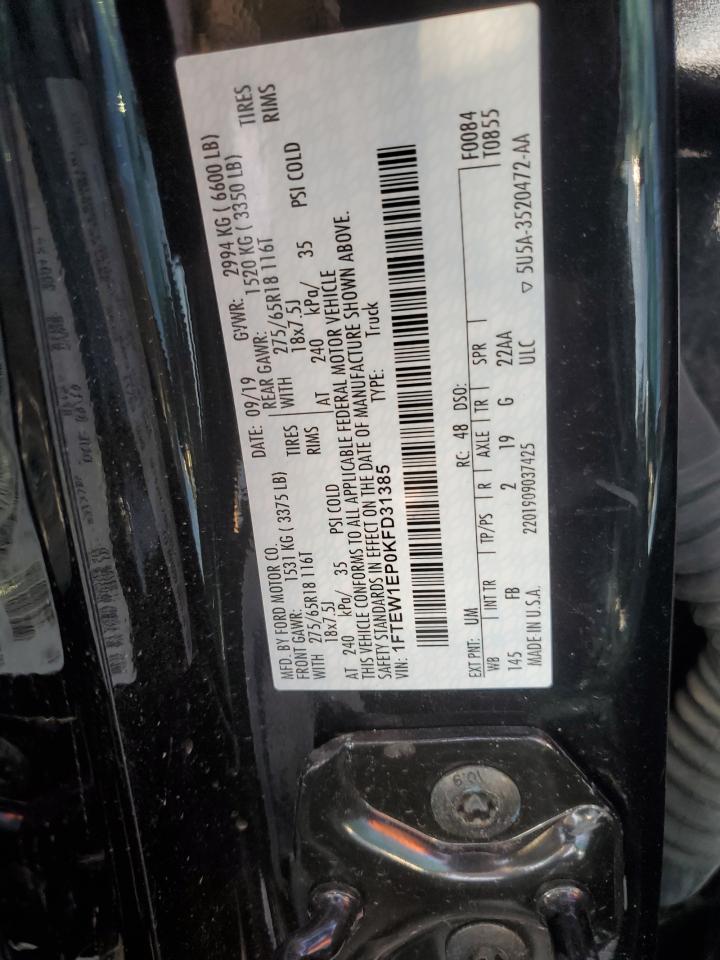 MFD. BY FORD MOTOR CO.
DATE: 09/19 GVWR: 2994 KG ( 6600 LB)
FRONT GAWR: 1531 KG ( 3375 LB)
REAR GAWR: 1520 KG ( 3350 LB)
WITH 275/65R18 116T TIRES
WITH 275/65R18 116T TIRES
18x7.5J RIMS
18x7.5J RIMS
AT 240 kPa/ 35 PSI COLD
AT 240 kPa/ 35 PSI COLD
THIS VEHICLE CONFORMS TO ALL APPLICABLE FEDERAL MOTOR VEHICLE
SAFETY STANDARDS IN EFFECT ON THE DATE OF MANUFACTURE SHOWN ABOVE.
VIN: 1FTEW1EP0KFD31385
TYPE: Truck
EXT PNT: UM RC: 48 DSO: F0084
T0855
WB INT TR TP/PS R AXLE TR SPR
145 FB 2 19 G 22AA
MADE IN U.S.A. 2201909037425 ULC
▽ 5U5A-3520472-AA
10.9